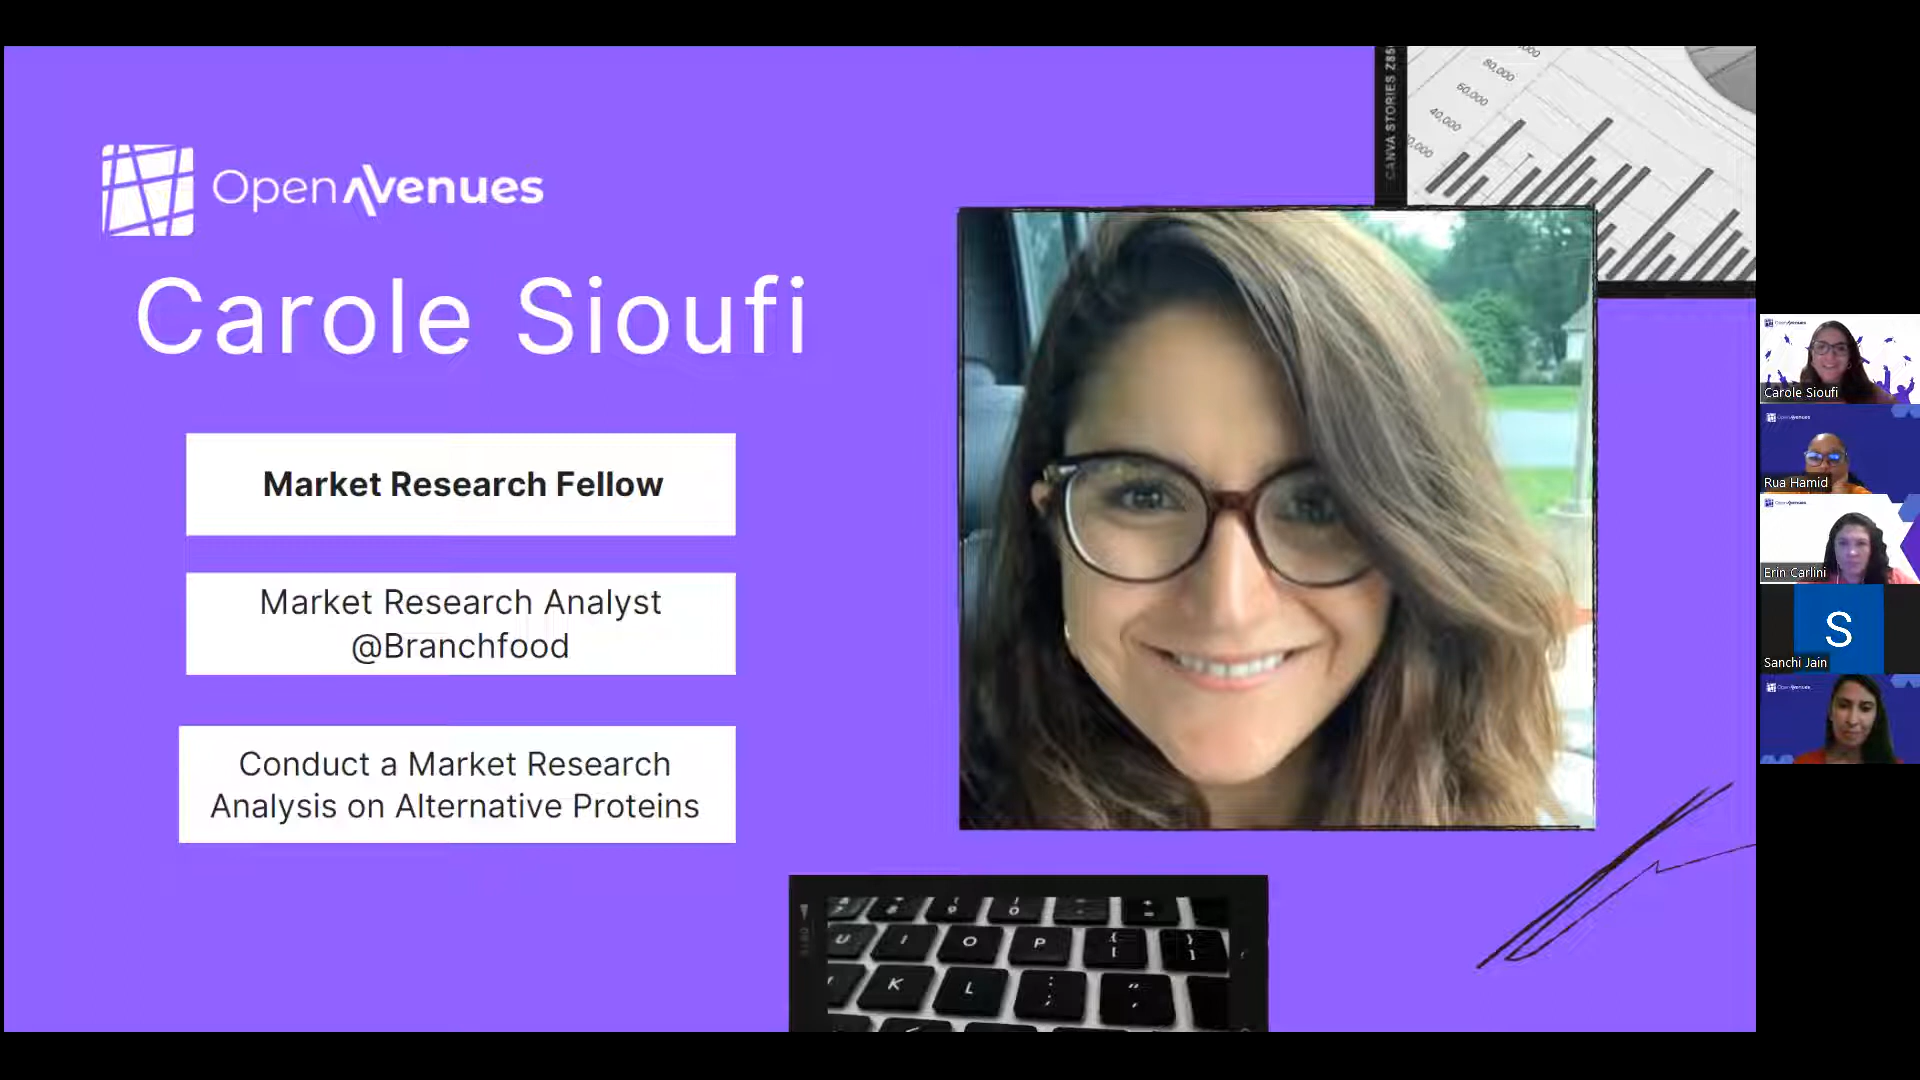 OpenAvenues
Carole Sioufi
Market Research Fellow
Market Research Analyst
@Branchfood
Conduct a Market Research
Analysis on Alternative Proteins
CANVA STORIES Z85
80,000
60,000
40,000
U I O P { [ } ]
K L : ; " ,
Carole Sioufi
Rua Hamid
Erin Carlini
S
Sanchi Jain